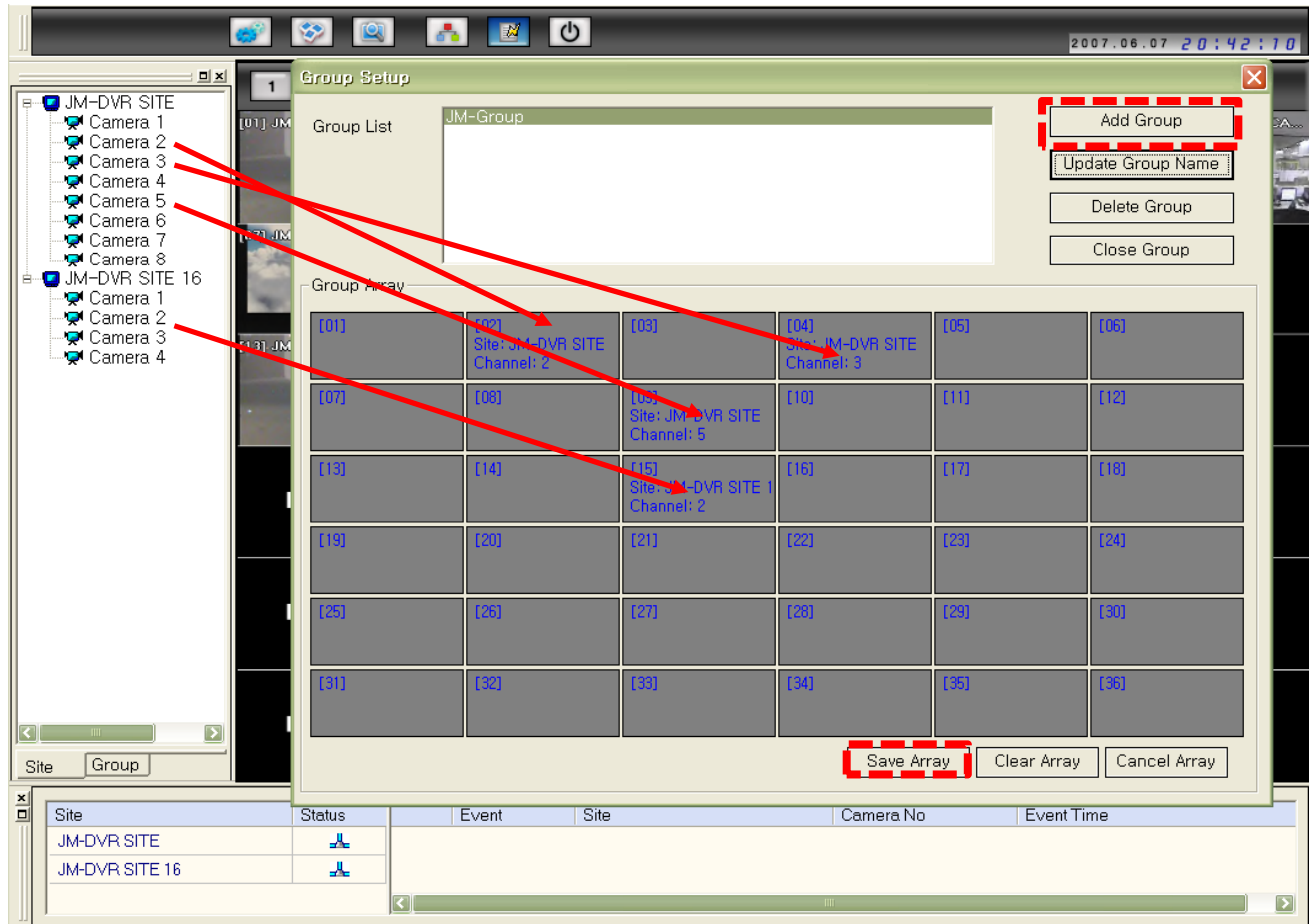 2007.06.07 20:42:10
JM-DVR SITE
Camera 1
Camera 2
Camera 3
Camera 4
Camera 5
Camera 6
Camera 7
Camera 8
JM-DVR SITE 16
Camera 1
Camera 2
Camera 3
Camera 4
Site
Group
1
[01] JM
[13] JM
Group Setup
Group List
JM-Group
Add Group
Update Group Name
Delete Group
Close Group
Group Array
[01]
[02]
Site: JM-DVR SITE
Channel: 2
[03]
[04]
Site: JM-DVR SITE
Channel: 3
[05]
[06]
[07]
[08]
[09]
Site: JM-DVR SITE
Channel: 5
[10]
[11]
[12]
[13]
[14]
[15]
Site: JM-DVR SITE 1
Channel: 2
[16]
[17]
[18]
[19]
[20]
[21]
[22]
[23]
[24]
[25]
[26]
[27]
[28]
[29]
[30]
[31]
[32]
[33]
[34]
[35]
[36]
Save Array
Clear Array
Cancel Array
Site
Status
JM-DVR SITE
JM-DVR SITE 16
Event
Site
Camera No
Event Time